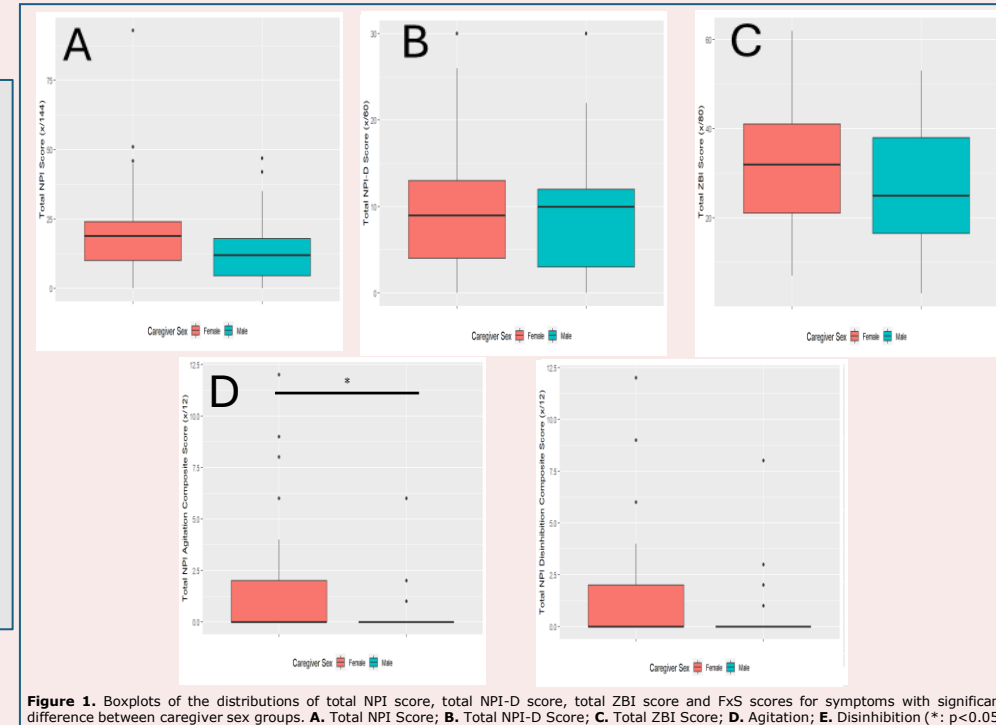 A
Total NPI Score (x/144)
75
50
25
0
Caregiver Sex Female Male
B
Total NPI-D Score (x/60)
30
20
10
0
Caregiver Sex Female Male
C
Total ZBI Score (x/80)
60
40
20
Caregiver Sex Female Male
D
Total NPI Agitation Composite Score (x/12)
12.5
10.0
7.5
5.0
2.5
0.0
*
Caregiver Sex Female Male
Total NPI Disinhibition Composite Score (x/12)
12.5
10.0
7.5
5.0
2.5
0.0
Caregiver Sex Female Male
Figure 1. Boxplots of the distributions of total NPI score, total NPI-D score, total ZBI score and FxS scores for symptoms with significan
difference between caregiver sex groups. A. Total NPI Score; B. Total NPI-D Score; C. Total ZBI Score; D. Agitation; E. Disinhibition (*: p<0.0